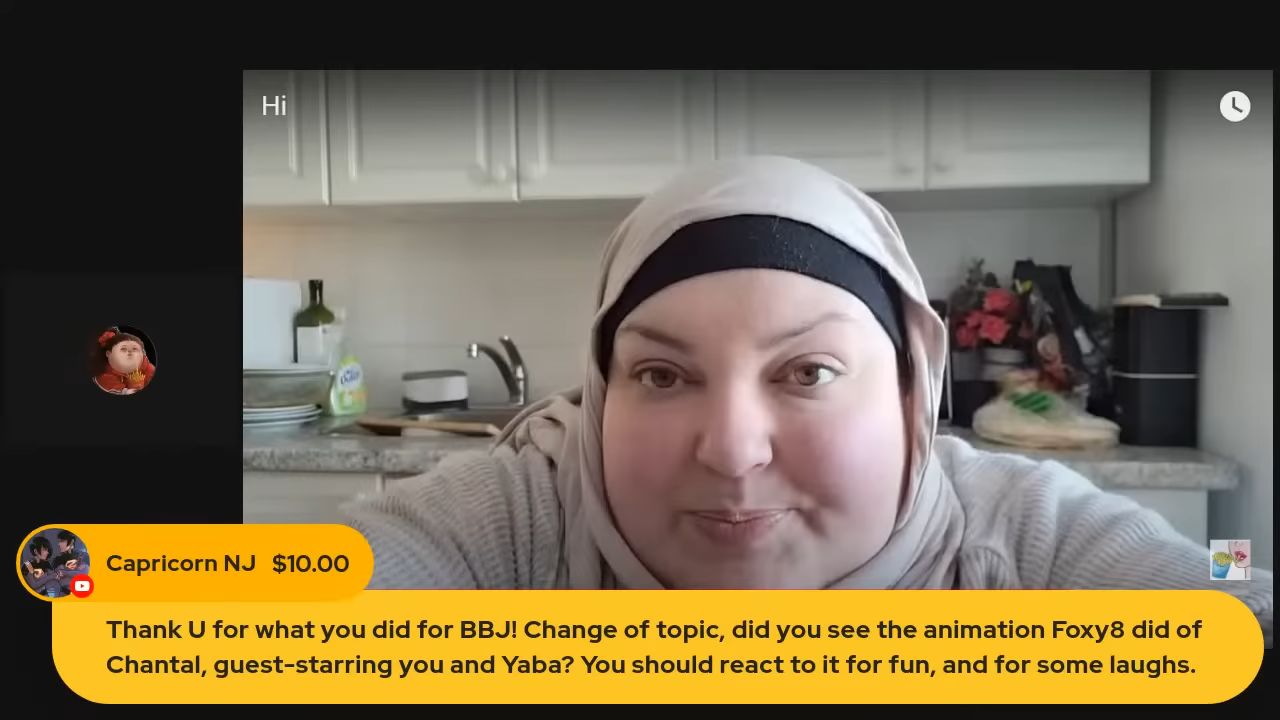 Hi
Capricorn NJ $10.00
Thank U for what you did for BBJ! Change of topic, did you see the animation Foxy8 did of
Chantal, guest-starring you and Yaba? You should react to it for fun, and for some laughs.